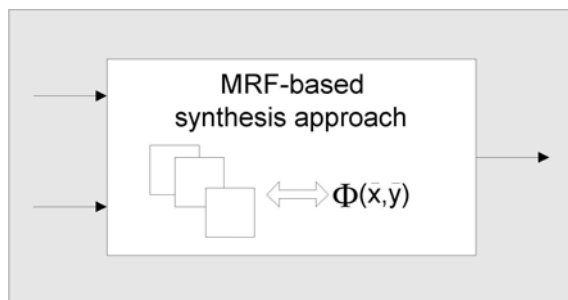 MRF-based
synthesis approach
Φ(x̄,ȳ)